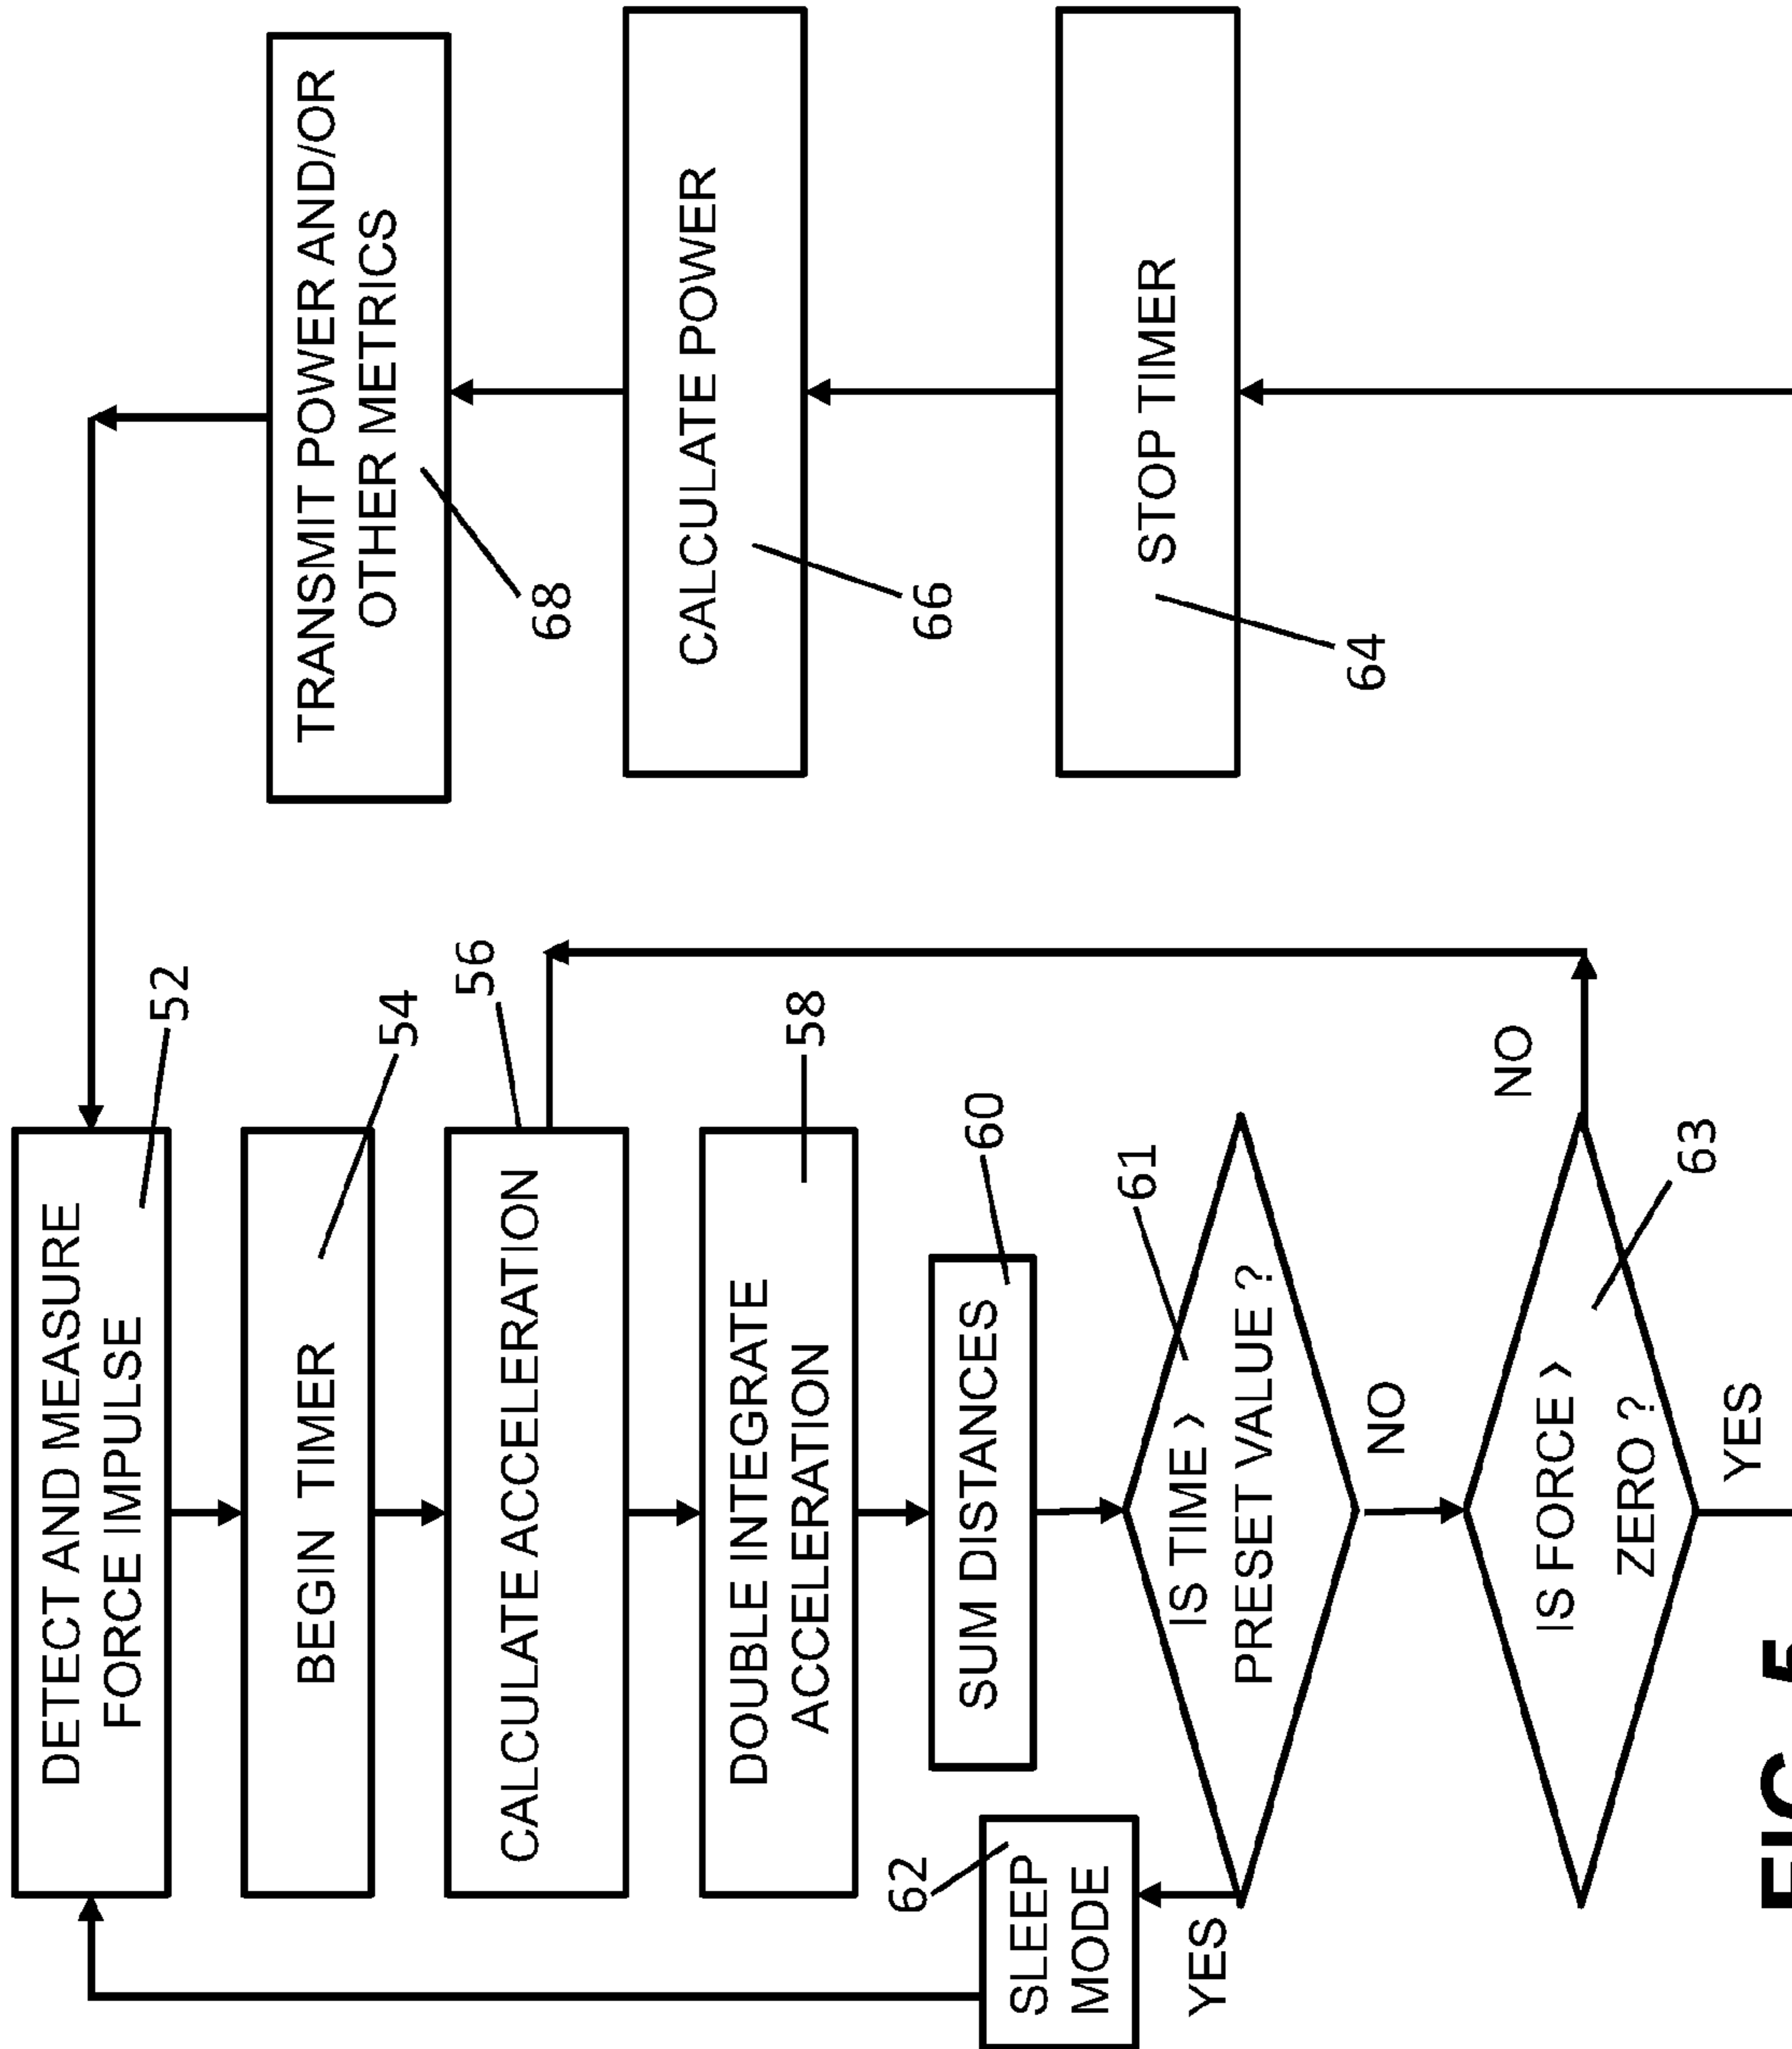 DETECT AND MEASURE
FORCE IMPULSE
52
BEGIN TIMER
54
CALCULATE ACCELERATION
56
DOUBLE INTEGRATE
ACCELERATION
58
SUM DISTANCES
60
IS TIME >
PRESET VALUE ?
61
YES
SLEEP
MODE
62
NO
IS FORCE >
ZERO ?
63
NO
YES
STOP TIMER
64
CALCULATE POWER
66
TRANSMIT POWER AND/OR
OTHER METRICS
68
FIG. 5